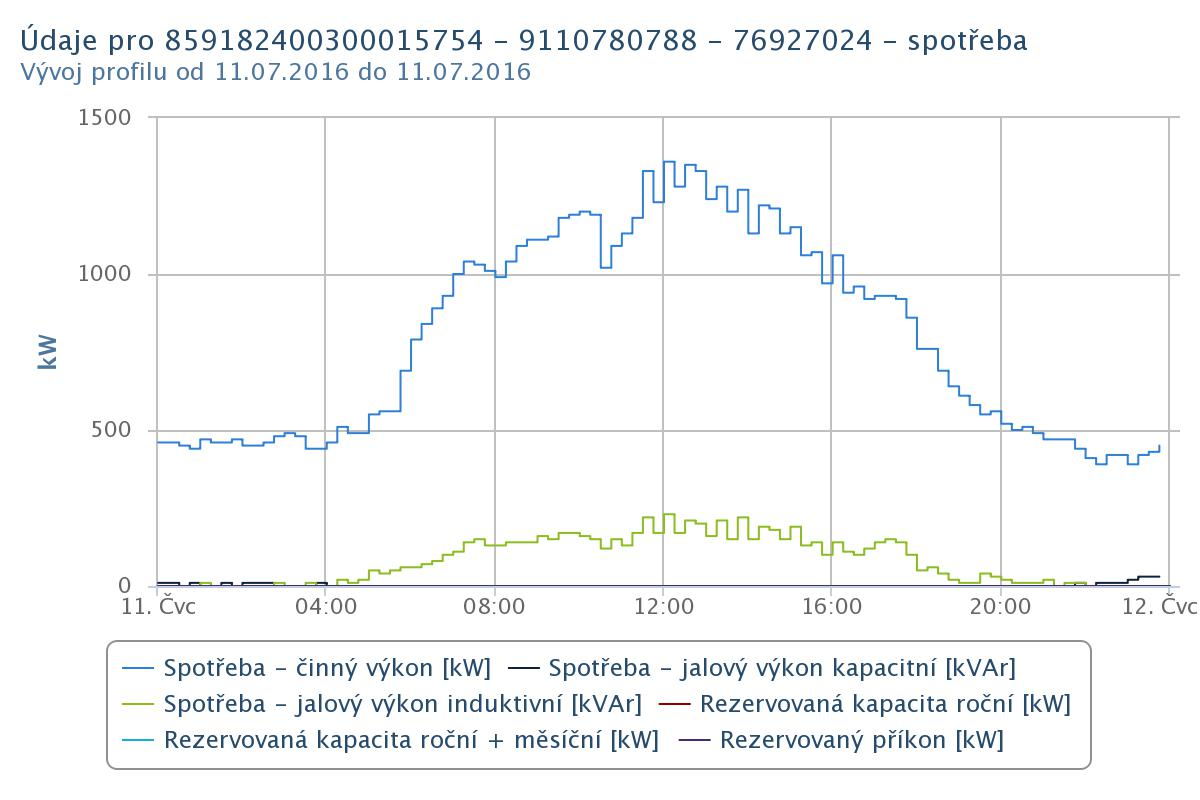 Údaje pro 859182400300015754 – 9110780788 – 76927024 – spotřeba
Vývoj profilu od 11.07.2016 do 11.07.2016
1500
1000
500
0
kW
11. Čvc 04:00 08:00 12:00 16:00 20:00 12. Čvc
Spotřeba – činný výkon [kW] Spotřeba – jalový výkon kapacitní [kVAr]
Spotřeba – jalový výkon induktivní [kVAr] Rezervovaná kapacita roční [kW]
Rezervovaná kapacita roční + měsíční [kW] Rezervovaný příkon [kW]